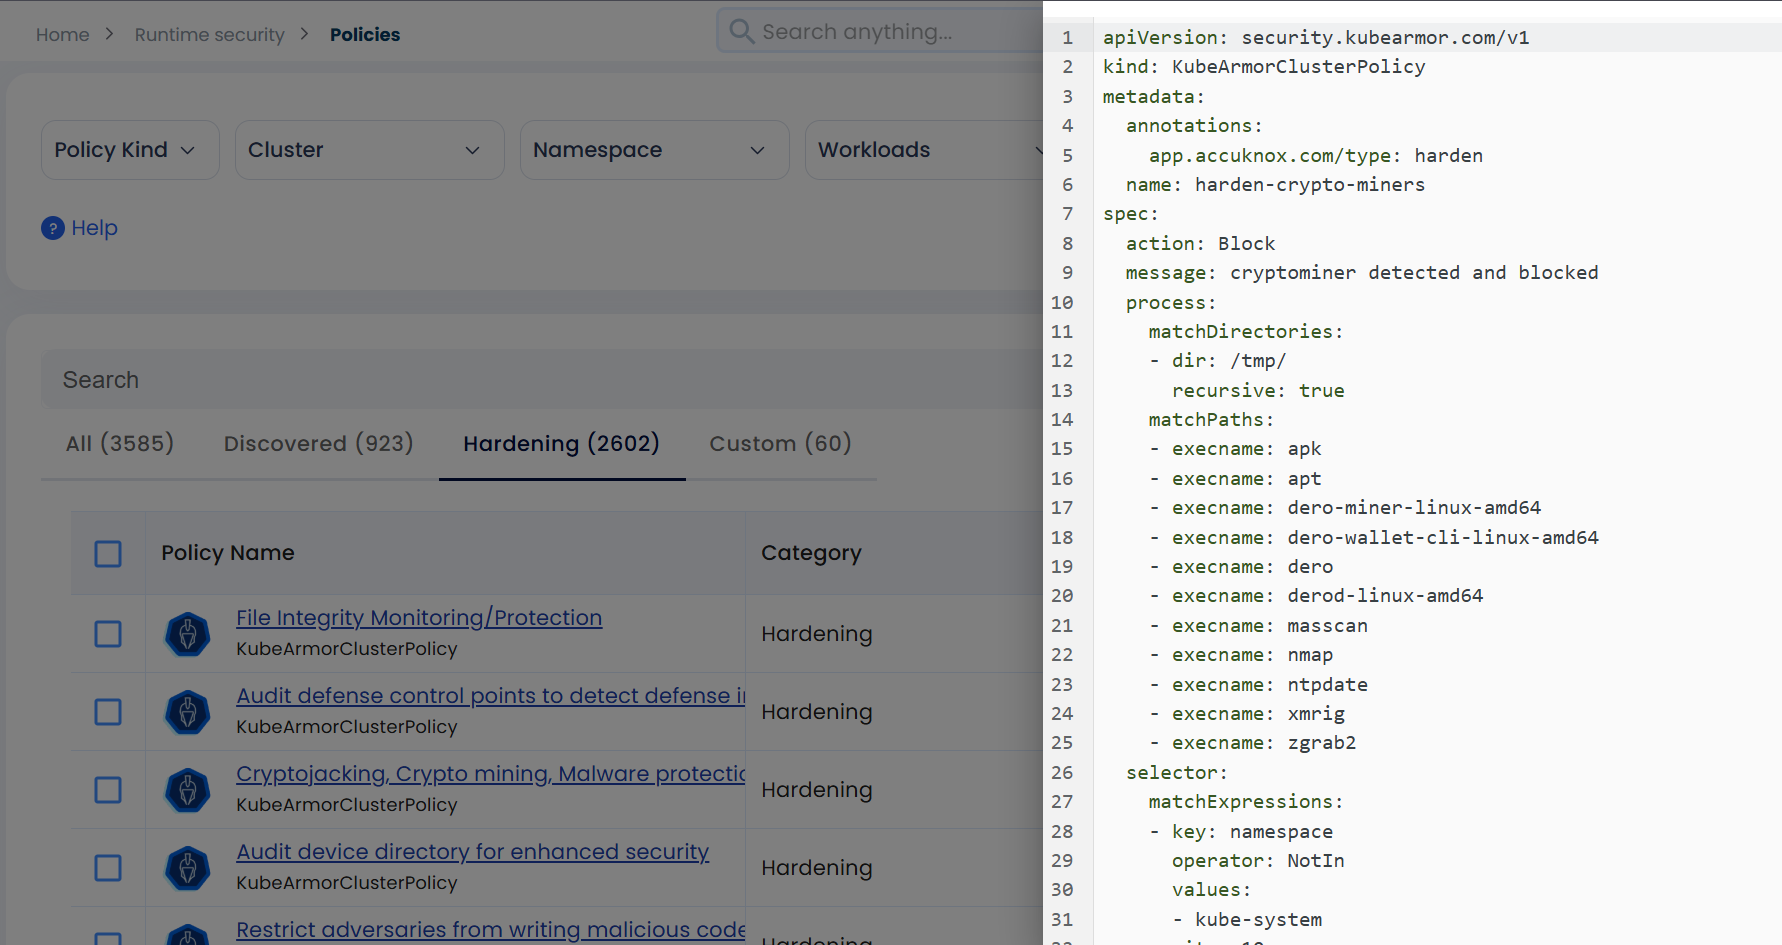 Home > Runtime security > Policies
Search anything...
Policy Kind
Cluster
Namespace
Workloads
? Help
Search
All (3585)
Discovered (923)
Hardening (2602)
Custom (60)
Policy Name
Category
File Integrity Monitoring/Protection
KubeArmorClusterPolicy
Hardening
Audit defense control points to detect defense
KubeArmorClusterPolicy
Hardening
Cryptojacking, Crypto mining, Malware
KubeArmorClusterPolicy
Hardening
Audit device directory for enhanced security
KubeArmorClusterPolicy
Hardening
Restrict adversaries from writing malicious code
Hardening
1 apiVersion: security.kubearmor.com/v1
2 kind: KubeArmorClusterPolicy
3 metadata:
4   annotations:
5     app.accuknox.com/type: harden
6   name: harden-crypto-miners
7 spec:
8   action: Block
9   message: cryptominer detected and blocked
10   process:
11     matchDirectories:
12     - dir: /tmp/
13       recursive: true
14     matchPaths:
15     - execname: apk
16     - execname: apt
17     - execname: dero-miner-linux-amd64
18     - execname: dero-wallet-cli-linux-amd64
19     - execname: dero
20     - execname: derod-linux-amd64
21     - execname: masscan
22     - execname: nmap
23     - execname: ntpdate
24     - execname: xmrig
25     - execname: zgrab2
26   selector:
27     matchExpressions:
28     - key: namespace
29       operator: NotIn
30       values:
31       - kube-system